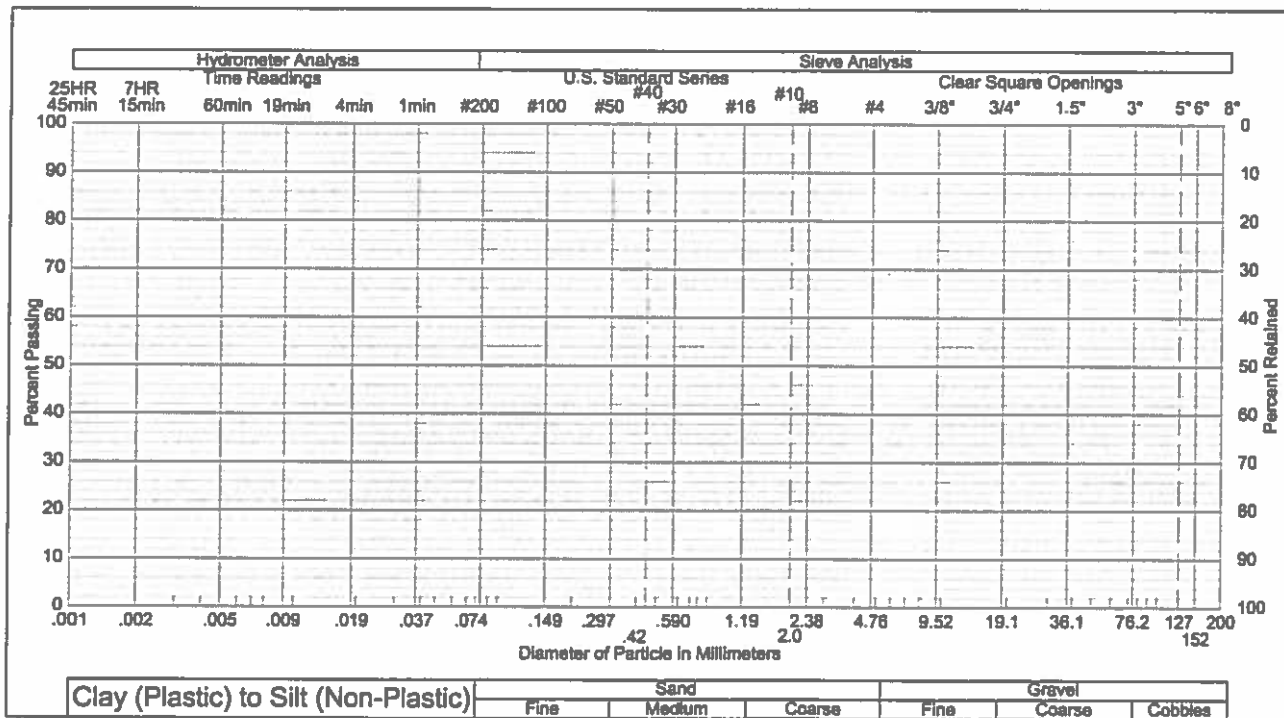 Hydrometer Analysis Sieve Analysis
Time Readings U.S. Standard Series Clear Square Openings
25HR 7HR #40 #10
45min 15min 60min 19min 4min 1min #200 #100 #50 #30 #16 #8 #4 3/8" 3/4" 1.5" 3" 5" 6" 8"
100 0
90 10
80 20
70 30
60 40
50 50
40 60
30 70
20 80
10 90
0 100
Percent Passing
Percent Retained
.001 .002 .005 .009 .019 .037 .074 .149 .297 .590 1.19 2.38 4.76 9.52 19.1 36.1 76.2 127 200
.42 2.0 152
Diameter of Particle in Millimeters
Clay (Plastic) to Silt (Non-Plastic) Sand Gravel
Fine Medium Coarse Fine Coarse Cobbles